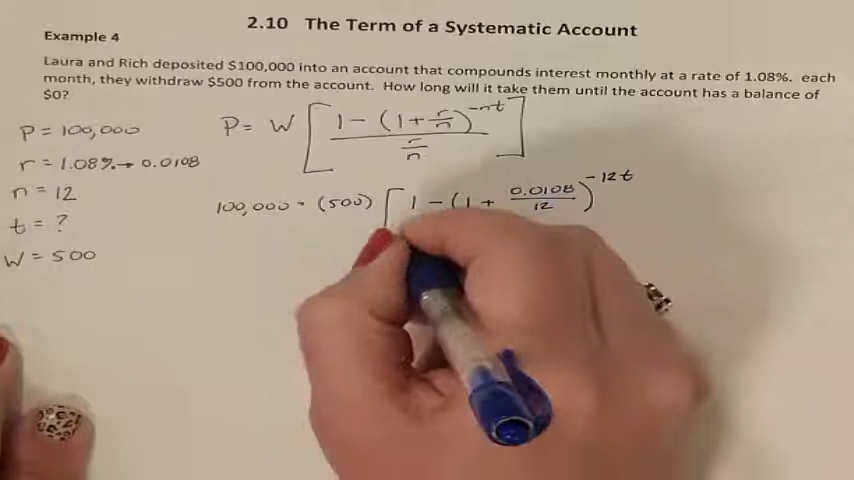 2.10 The Term of a Systematic Account
Example 4
Laura and Rich deposited $100,000 into an account that compounds interest monthly at a rate of 1.08%. each
month, they withdraw $500 from the account. How long will it take them until the account has a balance of
$0?
P = 100,000
r = 1.08% → 0.0108
n = 12
t = ?
W = 500
P = W [ 1 - (1 + r/n)^-nt / r/n ]
100,000 = (500) [ 1 - (1 + 0.0108/12)^-12t